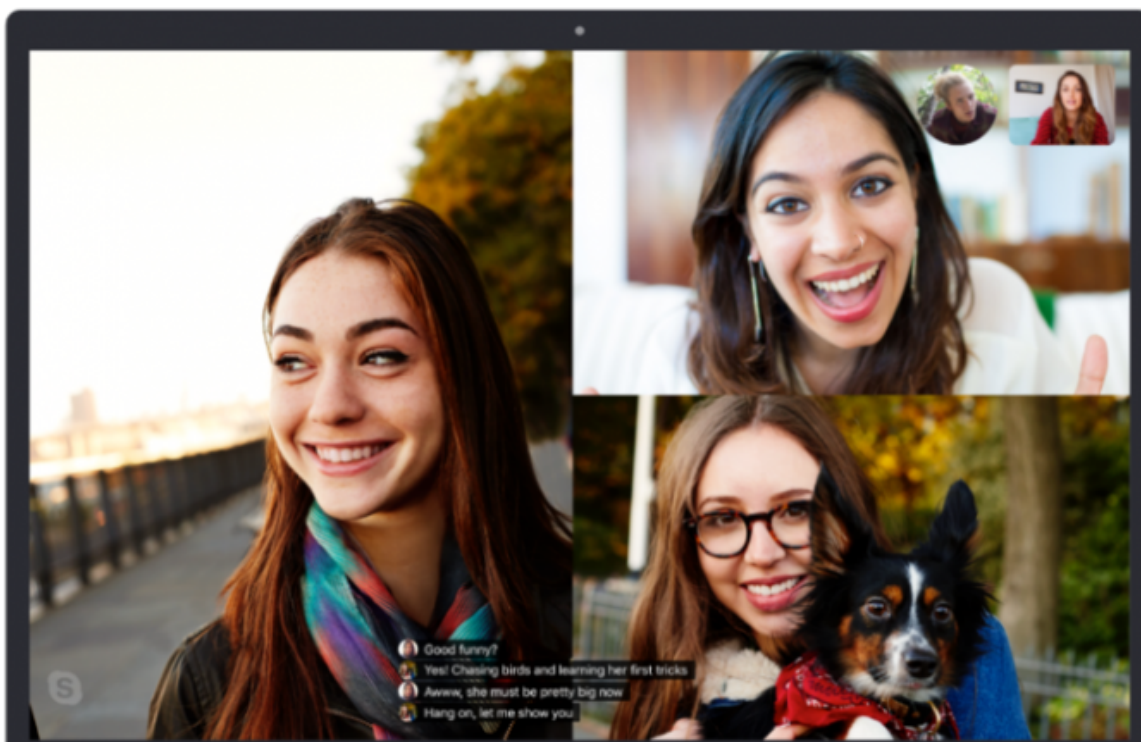 Good funny?
Yes! Chasing birds and learning her first tricks
Awww, she must be pretty big now
Hang on, let me show you
S